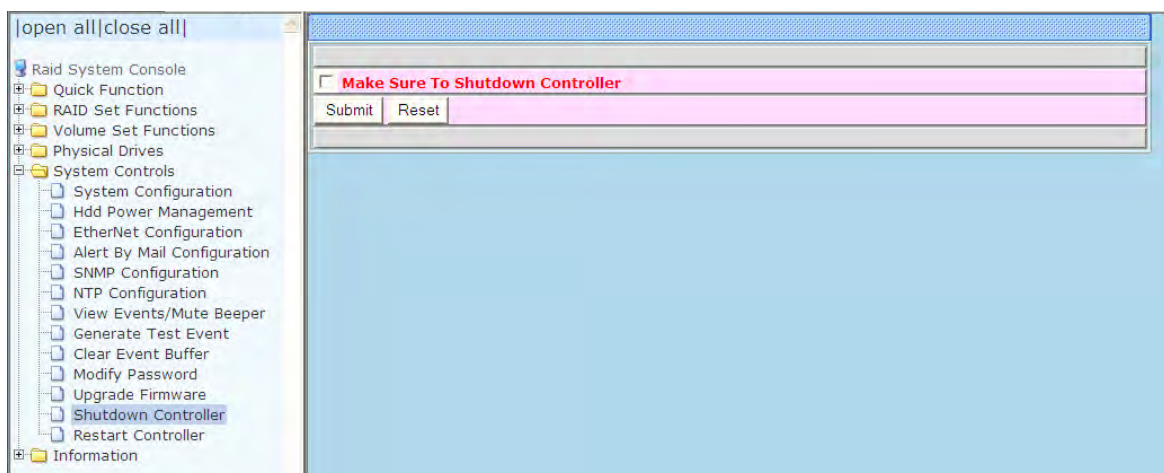 |open all|close all|
Raid System Console
Quick Function
RAID Set Functions
Volume Set Functions
Physical Drives
System Controls
System Configuration
Hdd Power Management
EtherNet Configuration
Alert By Mail Configuration
SNMP Configuration
NTP Configuration
View Events/Mute Beeper
Generate Test Event
Clear Event Buffer
Modify Password
Upgrade Firmware
Shutdown Controller
Restart Controller
Information
Make Sure To Shutdown Controller
Submit Reset